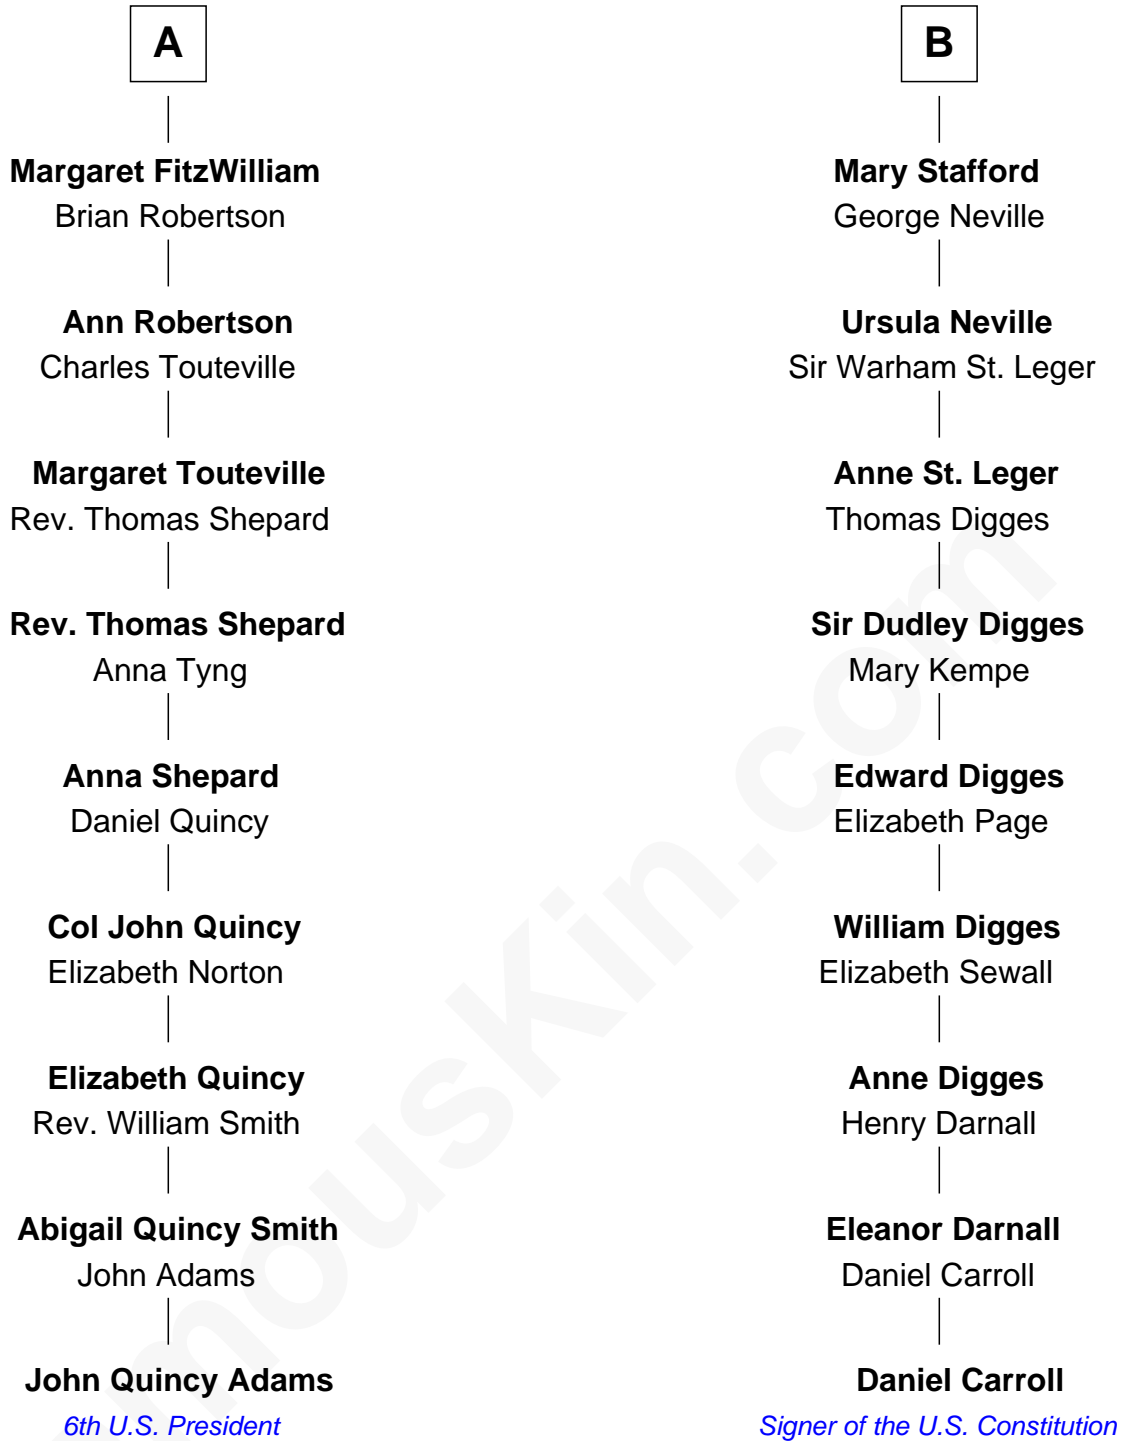 A
Margaret FitzWilliam
Brian Robertson
Ann Robertson
Charles Touteville
Margaret Touteville
Rev. Thomas Shepard
Rev. Thomas Shepard
Anna Tyng
Anna Shepard
Daniel Quincy
Col John Quincy
Elizabeth Norton
Elizabeth Quincy
Rev. William Smith
Abigail Quincy Smith
John Adams
John Quincy Adams
6th U.S. President
B
Mary Stafford
George Neville
Ursula Neville
Sir Warham St. Leger
Anne St. Leger
Thomas Digges
Sir Dudley Digges
Mary Kempe
Edward Digges
Elizabeth Page
William Digges
Elizabeth Sewall
Anne Digges
Henry Darnall
Eleanor Darnall
Daniel Carroll
Daniel Carroll
Signer of the U.S. Constitution
mousKin.com